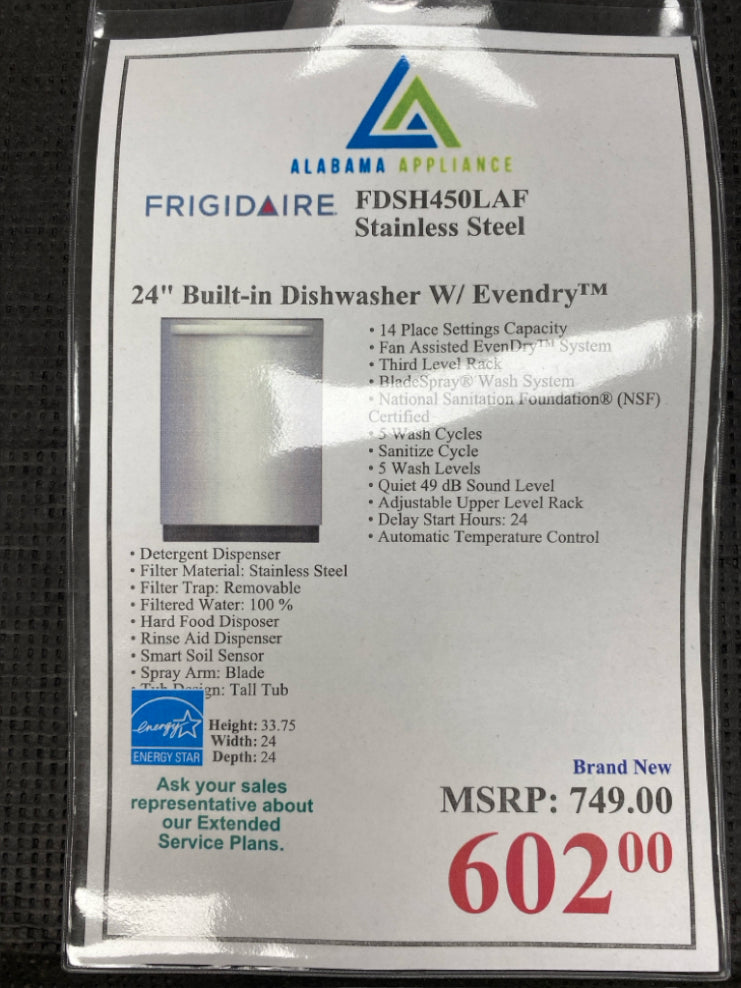 ALABAMA APPLIANCE
FRIGIDAIRE FDSH450LAF
Stainless Steel
24" Built-in Dishwasher W/ Evendry™
• 14 Place Settings Capacity
• Fan Assisted EvenDry™ System
• Third Level Rack
• BladeSpray® Wash System
• National Sanitation Foundation® (NSF)
Certified
• 5 Wash Cycles
• Sanitize Cycle
• 5 Wash Levels
• Quiet 49 dB Sound Level
• Adjustable Upper Level Rack
• Delay Start Hours: 24
• Automatic Temperature Control
• Detergent Dispenser
• Filter Material: Stainless Steel
• Filter Trap: Removable
• Filtered Water: 100 %
• Hard Food Disposer
• Rinse Aid Dispenser
• Smart Soil Sensor
• Spray Arm: Blade
• Tub Design: Tall Tub
energy
ENERGY STAR
Height: 33.75
Width: 24
Depth: 24
Ask your sales
representative about
our Extended
Service Plans.
Brand New
MSRP: 749.00
602⁰⁰